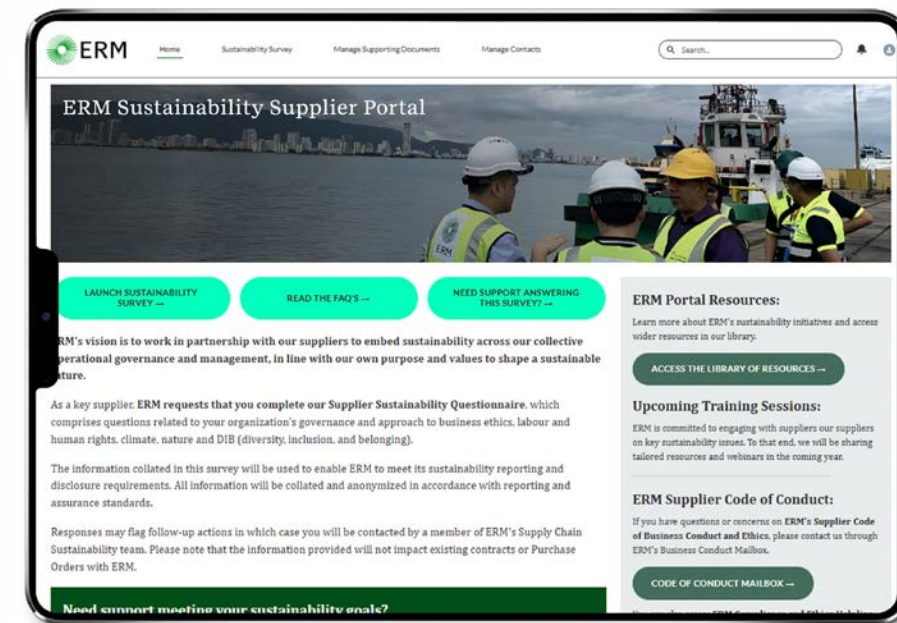 ERM
Home Sustainability Survey Manage Supporting Documents Manage Contacts
Search...
ERM Sustainability Supplier Portal
ERM
LAUNCH SUSTAINABILITY
SURVEY →
READ THE FAQ'S →
NEED SUPPORT ANSWERING
THIS SURVEY? →
RM's vision is to work in partnership with our suppliers to embed sustainability across our collective
perational governance and management, in line with our own purpose and values to shape a sustainable
uture.
As a key supplier, ERM requests that you complete our Supplier Sustainability Questionnaire, which
comprises questions related to your organization's governance and approach to business ethics, labour and
human rights, climate, nature and DIB (diversity, inclusion, and belonging).
The information collated in this survey will be used to enable ERM to meet its sustainability reporting and
disclosure requirements. All information will be collated and anonymized in accordance with reporting and
assurance standards.
Responses may flag follow-up actions in which case you will be contacted by a member of ERM's Supply Chain
Sustainability team. Please note that the information provided will not impact existing contracts or Purchase
Orders with ERM.
Need support meeting your sustainability goals?
ERM Portal Resources:
Learn more about ERM's sustainability initiatives and access
wider resources in our library.
ACCESS THE LIBRARY OF RESOURCES →
Upcoming Training Sessions:
ERM is committed to engaging with suppliers our suppliers
on key sustainability issues. To that end, we will be sharing
tailored resources and webinars in the coming year.
ERM Supplier Code of Conduct:
If you have questions or concerns on ERM's Supplier Code
of Business Conduct and Ethics, please contact us through
ERM's Business Conduct Mailbox.
CODE OF CONDUCT MAILBOX →